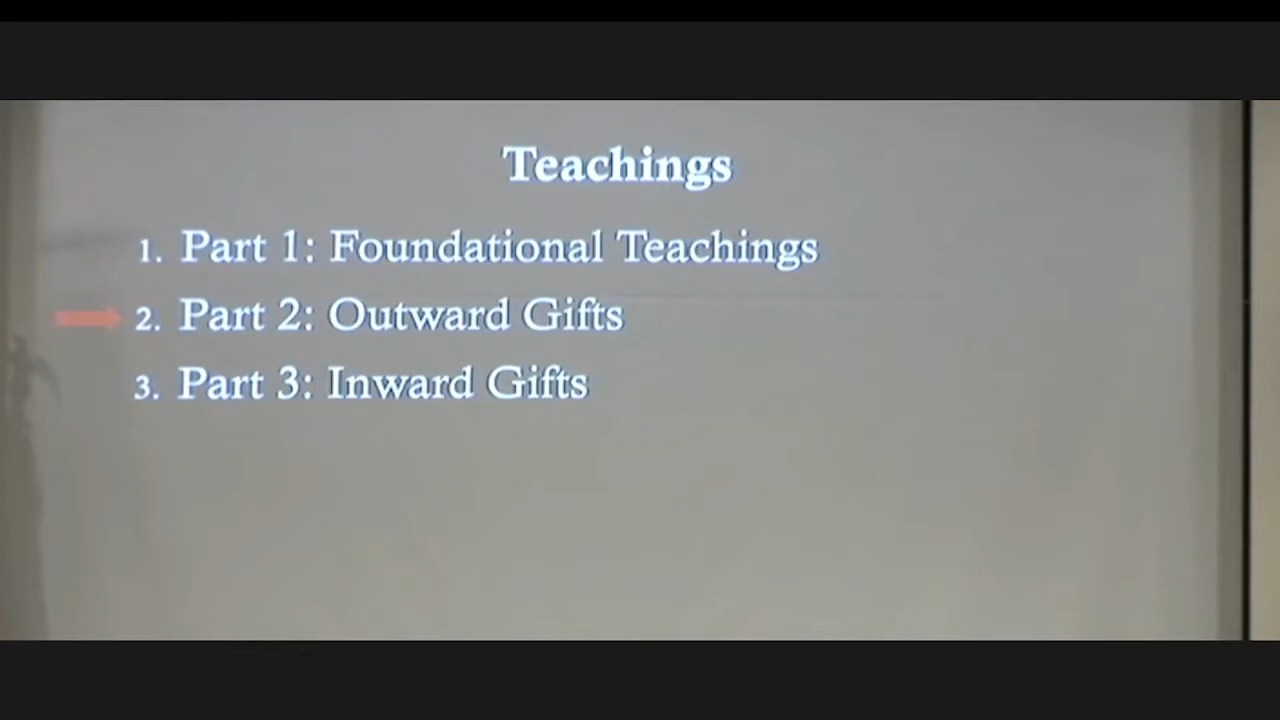 Teachings
1. Part 1: Foundational Teachings
2. Part 2: Outward Gifts
3. Part 3: Inward Gifts